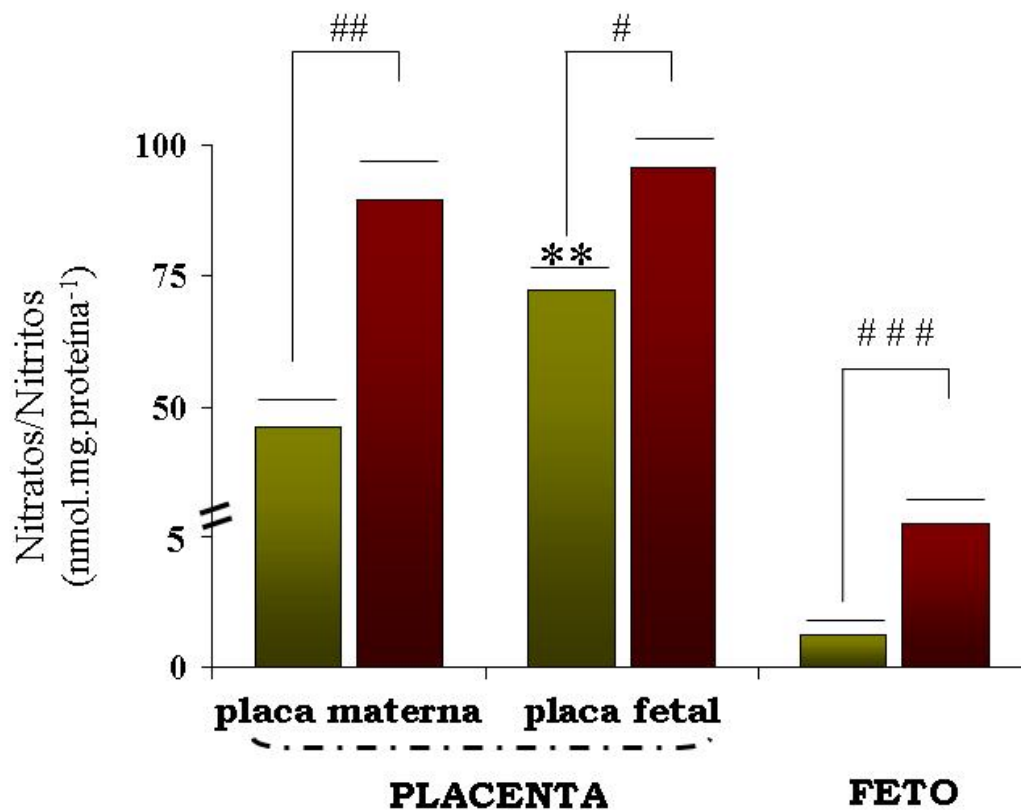 ## #
100
**
75
# # #
50
5
0
Nitratos/Nitritos
(nmol.mg.proteína⁻¹)
placa materna placa fetal
PLACENTA FETO